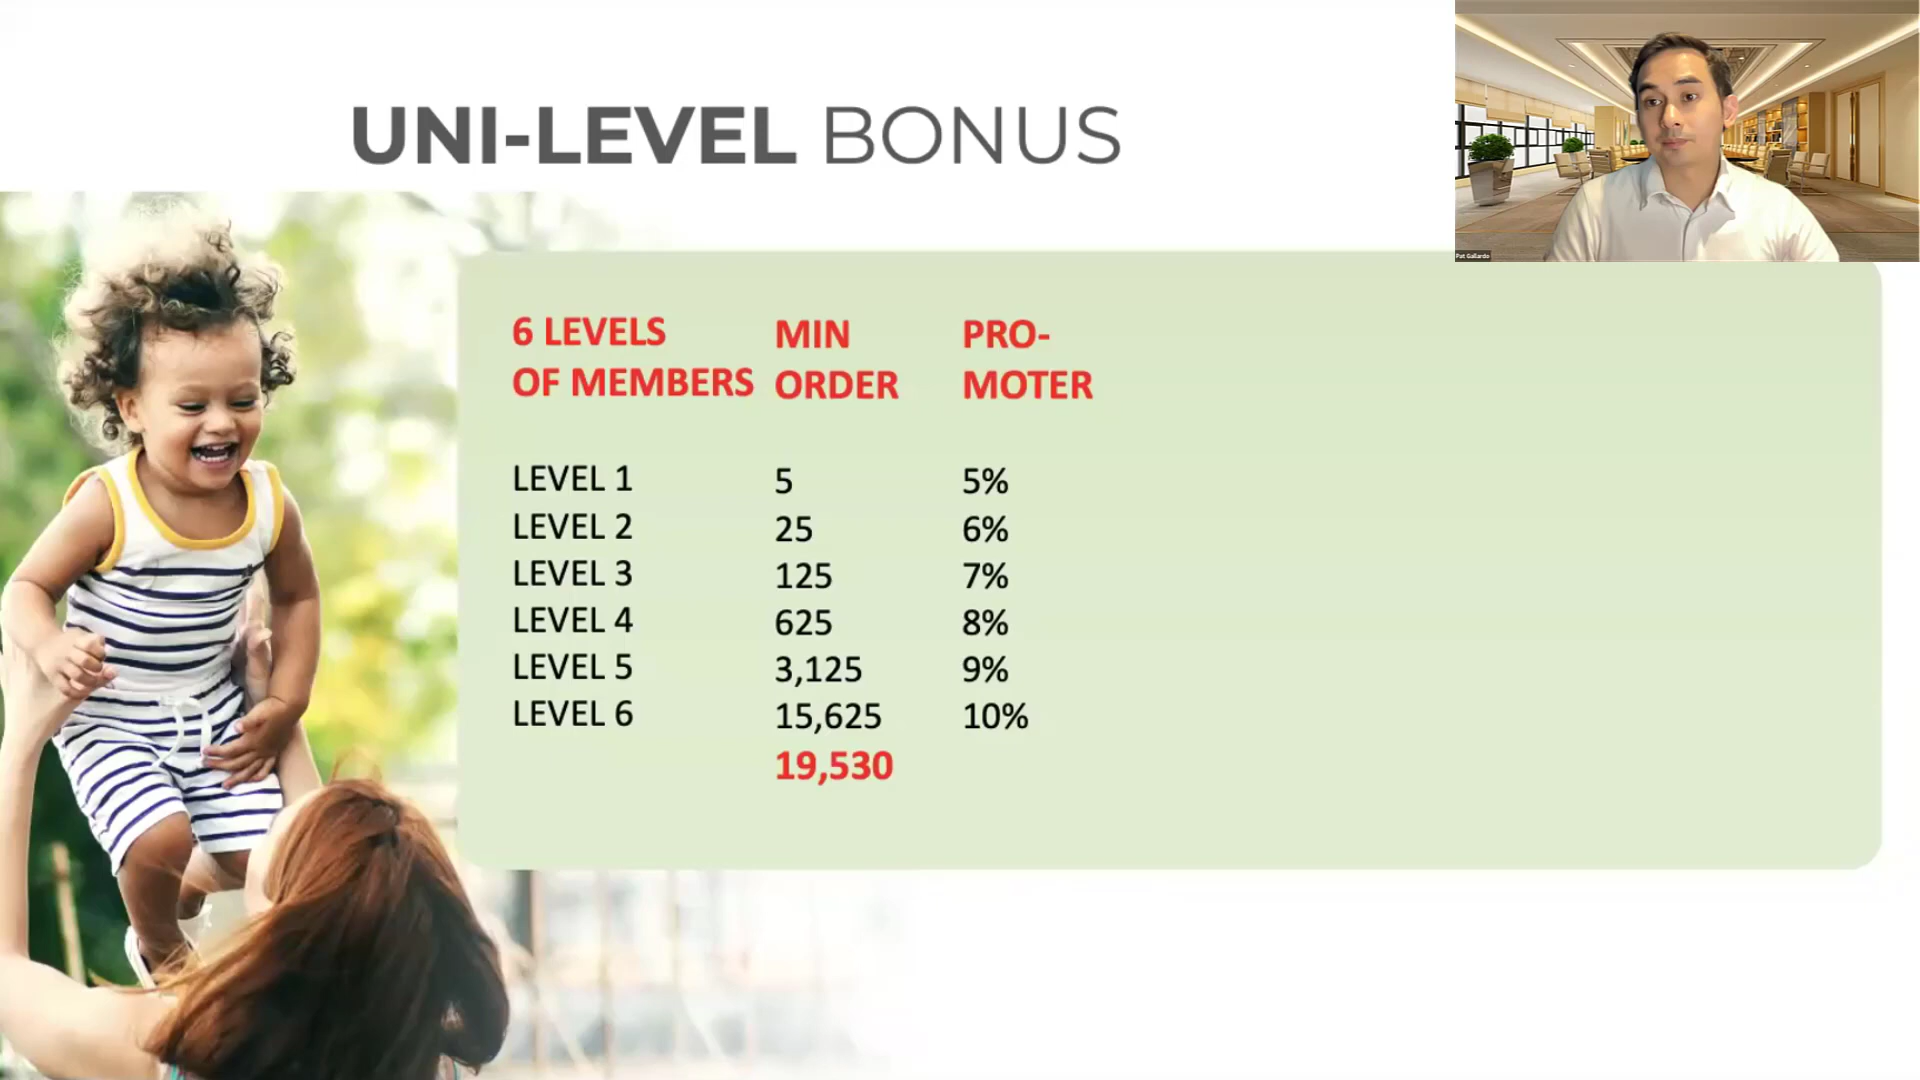 UNI-LEVEL BONUS
Pat Gallardo
6 LEVELS OF MEMBERS
MIN ORDER
PRO-MOTER
LEVEL 1 5 5%
LEVEL 2 25 6%
LEVEL 3 125 7%
LEVEL 4 625 8%
LEVEL 5 3,125 9%
LEVEL 6 15,625 10%
19,530